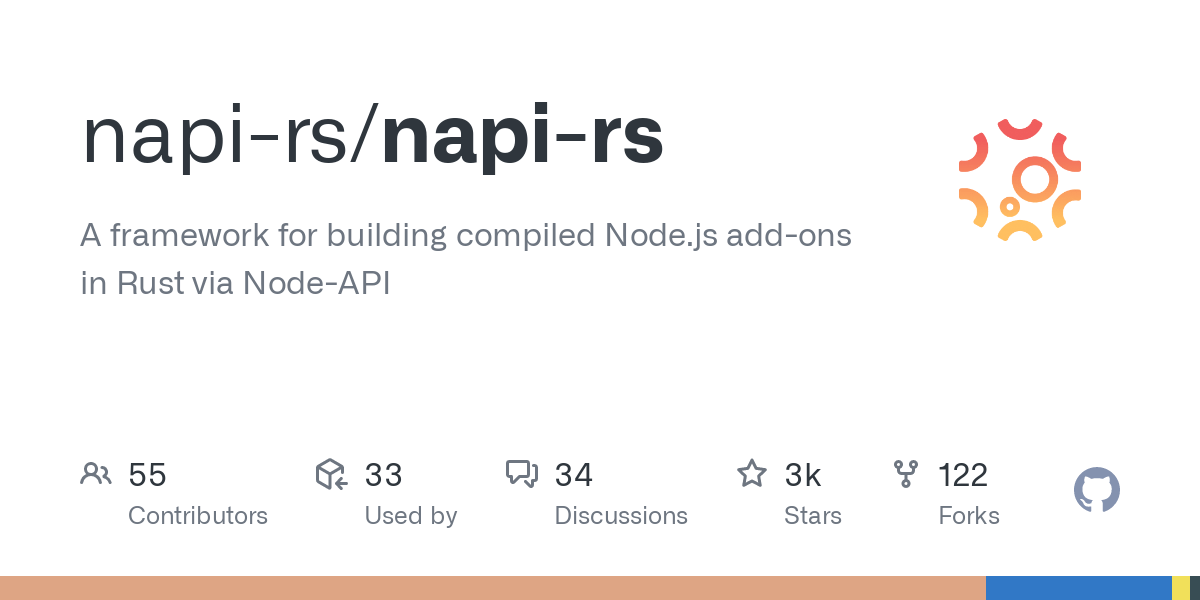 napi-rs/napi-rs
A framework for building compiled Node.js add-ons
in Rust via Node-API
55 33 34 3k 122
Contributors Used by Discussions Stars Forks